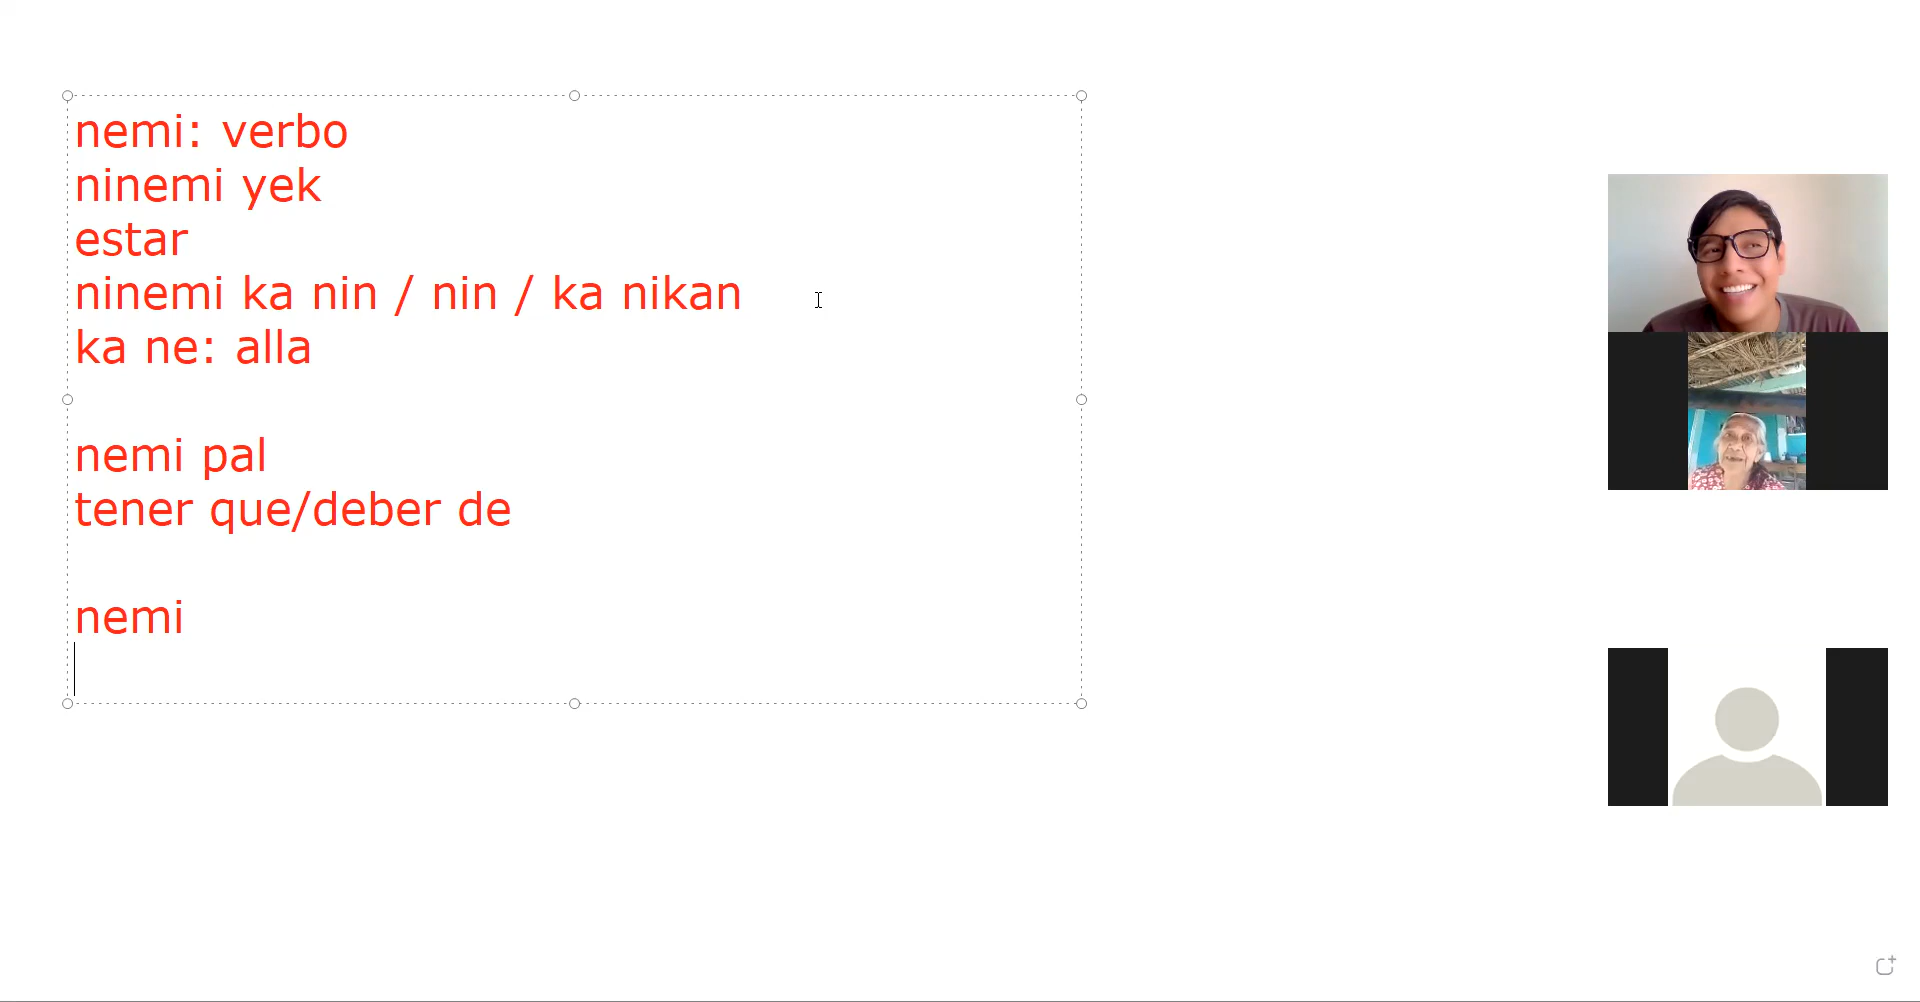 nemi: verbo
ninemi yek
estar
ninemi ka nin / nin / ka nikan
ka ne: alla
nemi pal
tener que/deber de
nemi